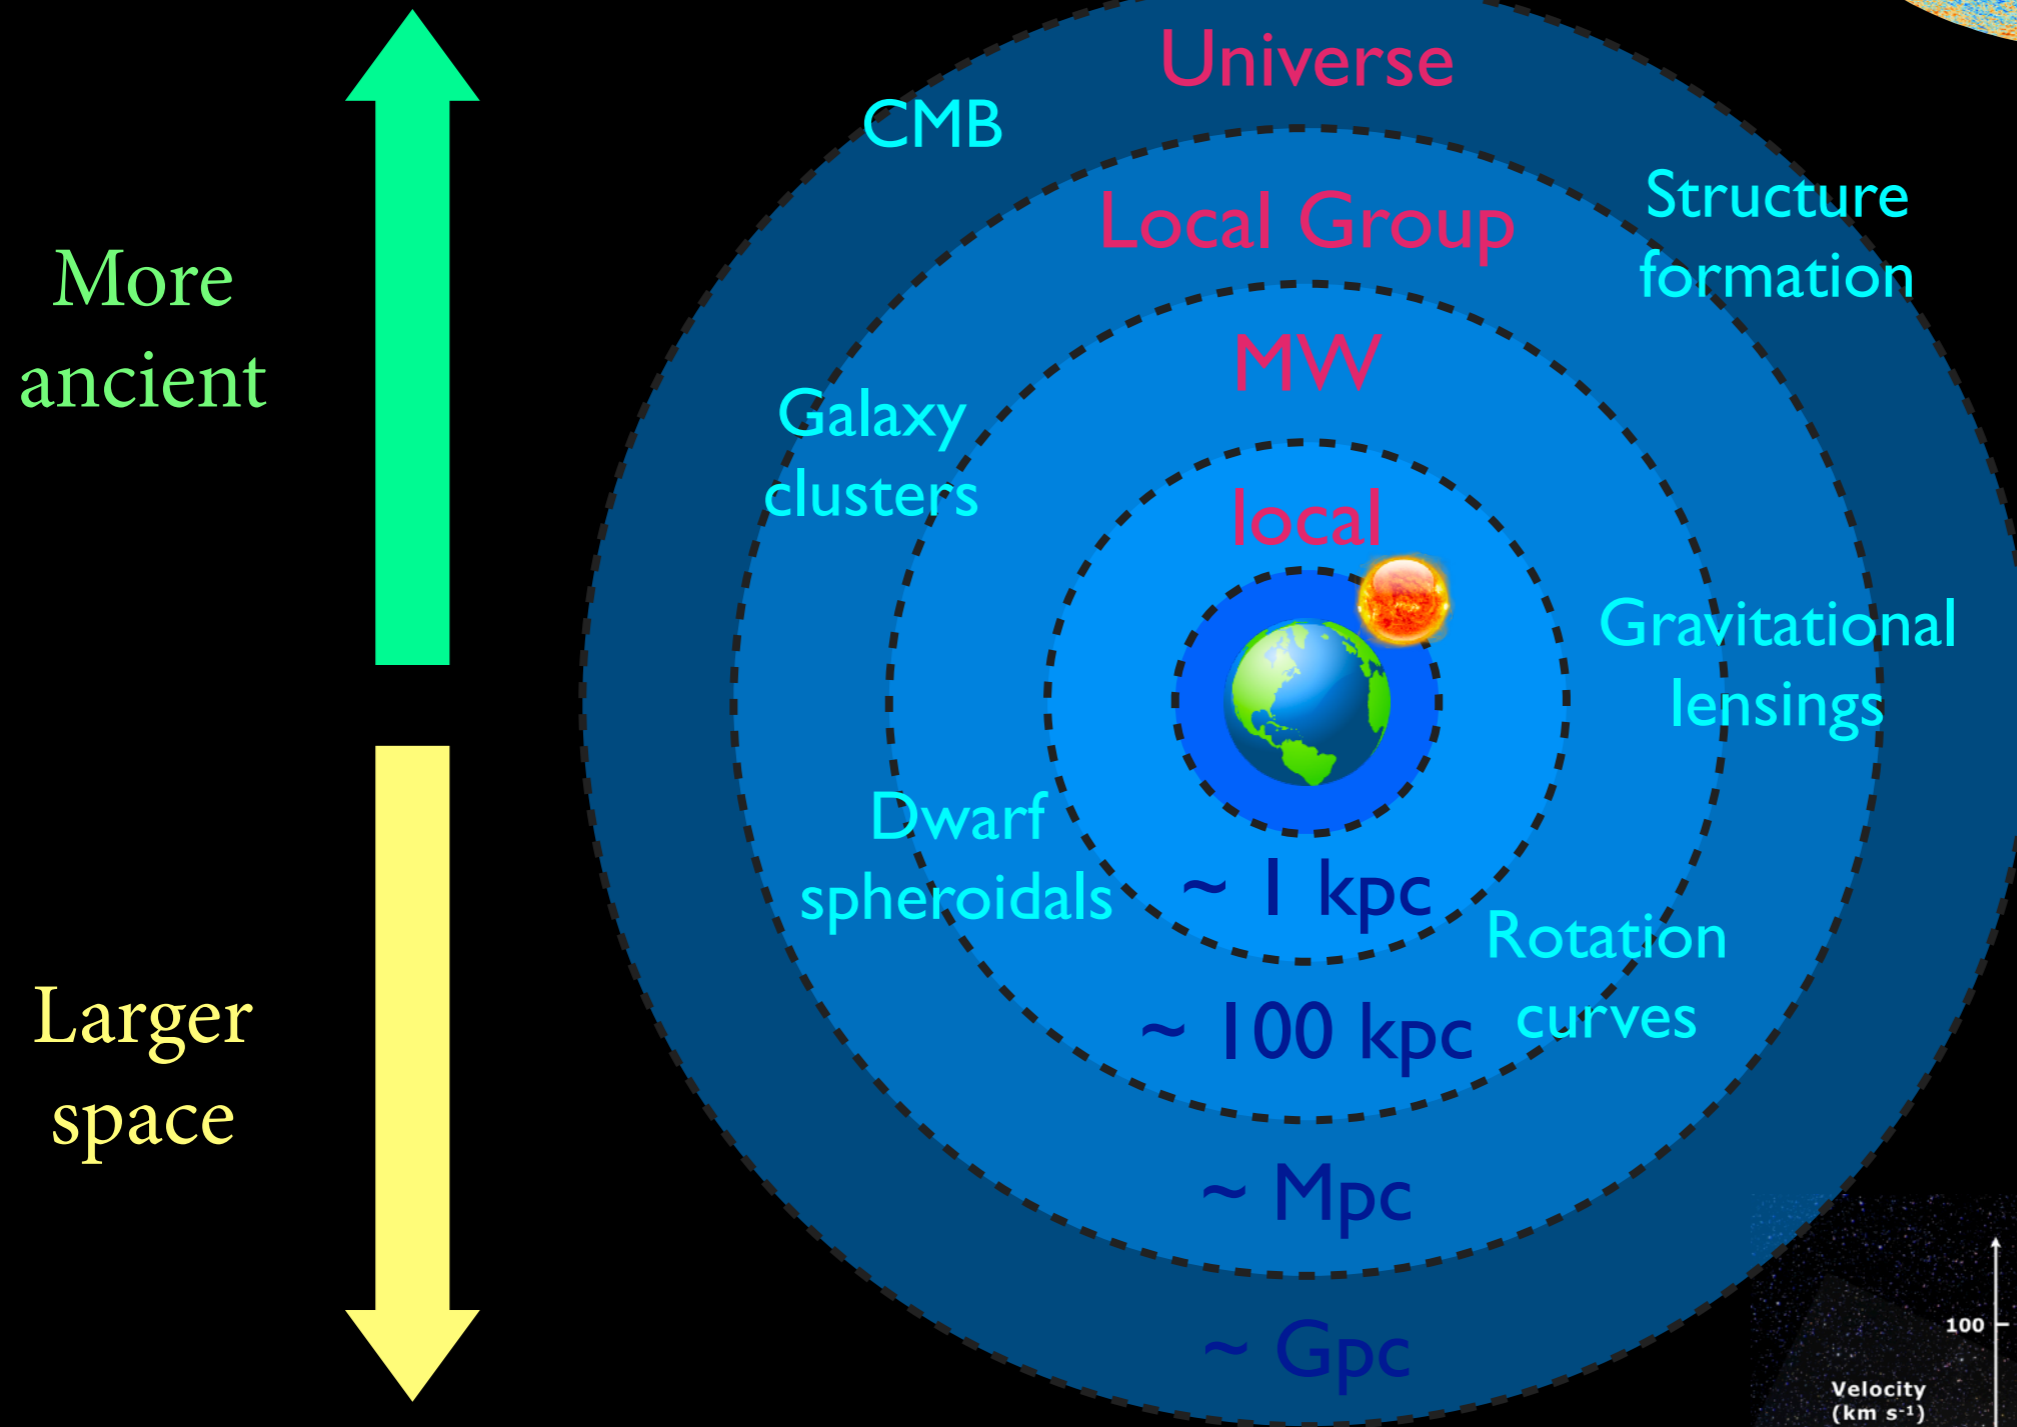 Universe
CMB
Structure
formation
Local Group
More
ancient
MW
Galaxy
clusters
local
Gravitational
lensings
Dwarf
spheroidals
~ 1 kpc
Rotation
curves
~ 100 kpc
Larger
space
~ Mpc
~ Gpc
100
Velocity
(km s-1)